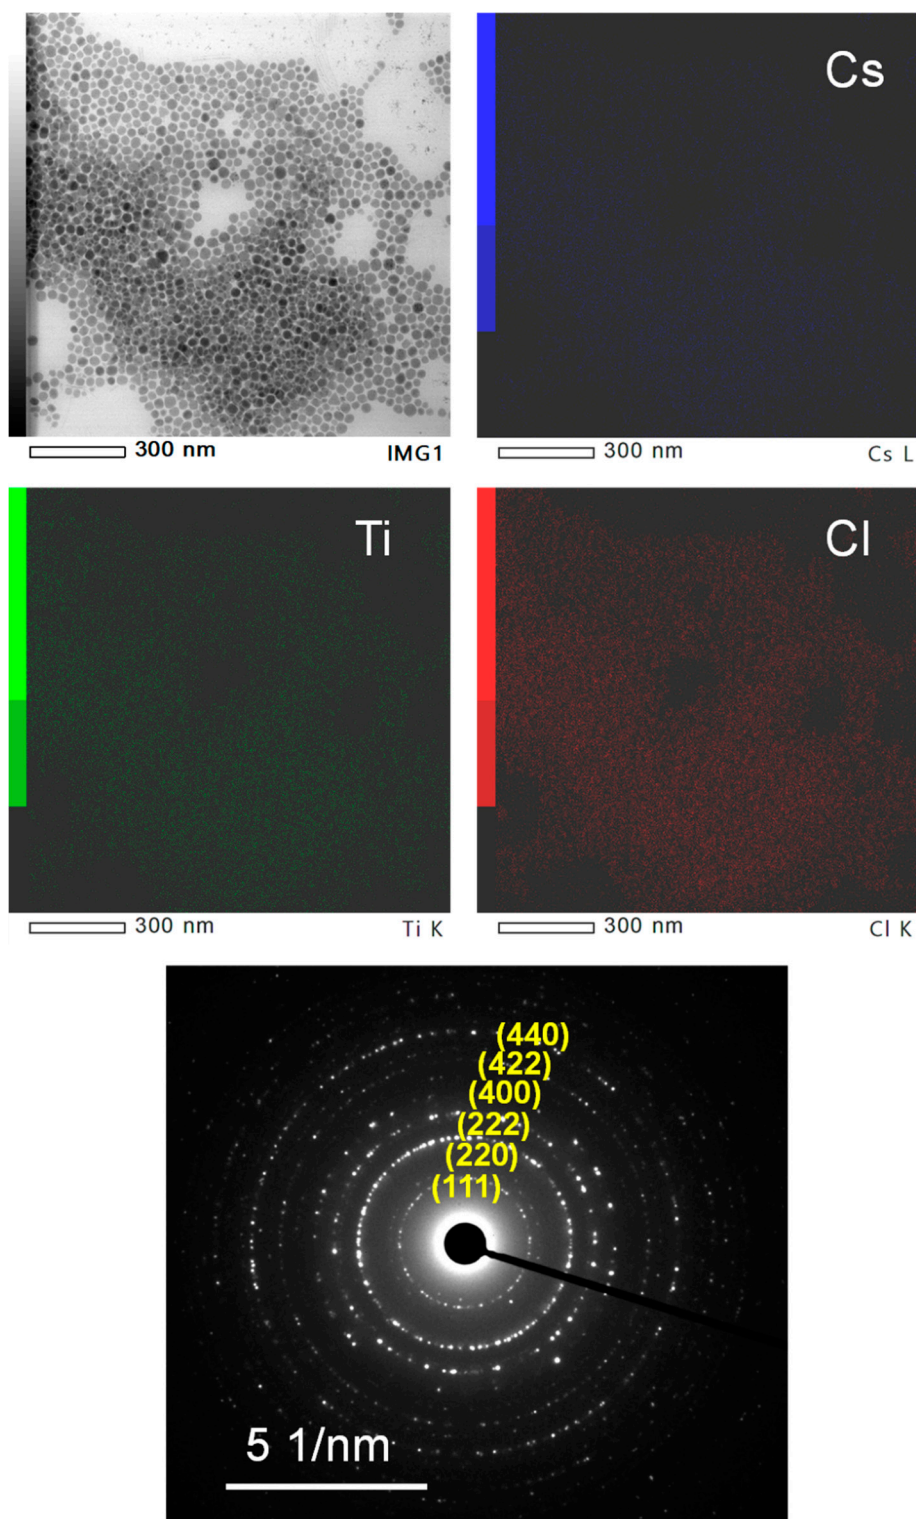 Cs
300 nm
IMG1
300 nm
Cs L
Ti
Cl
300 nm
Ti K
300 nm
Cl K
(440)
(422)
(400)
(222)
(220)
(111)
5 1/nm